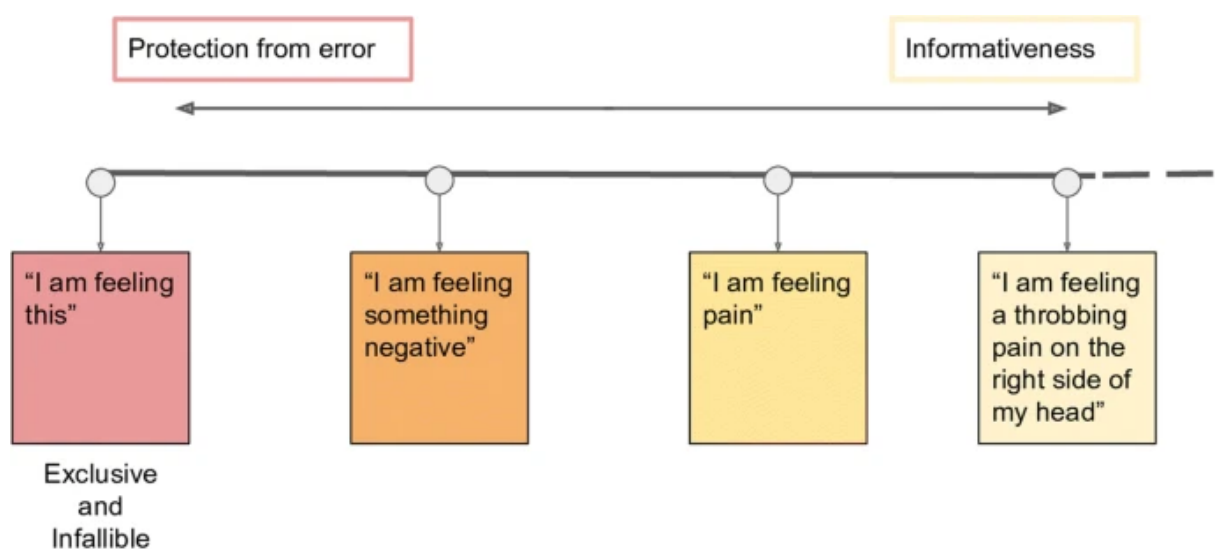 Protection from error
Informativeness
“I am feeling
this”
“I am feeling
something
negative”
“I am feeling
pain”
“I am feeling
a throbbing
pain on the
right side of
my head”
Exclusive
and
Infallible